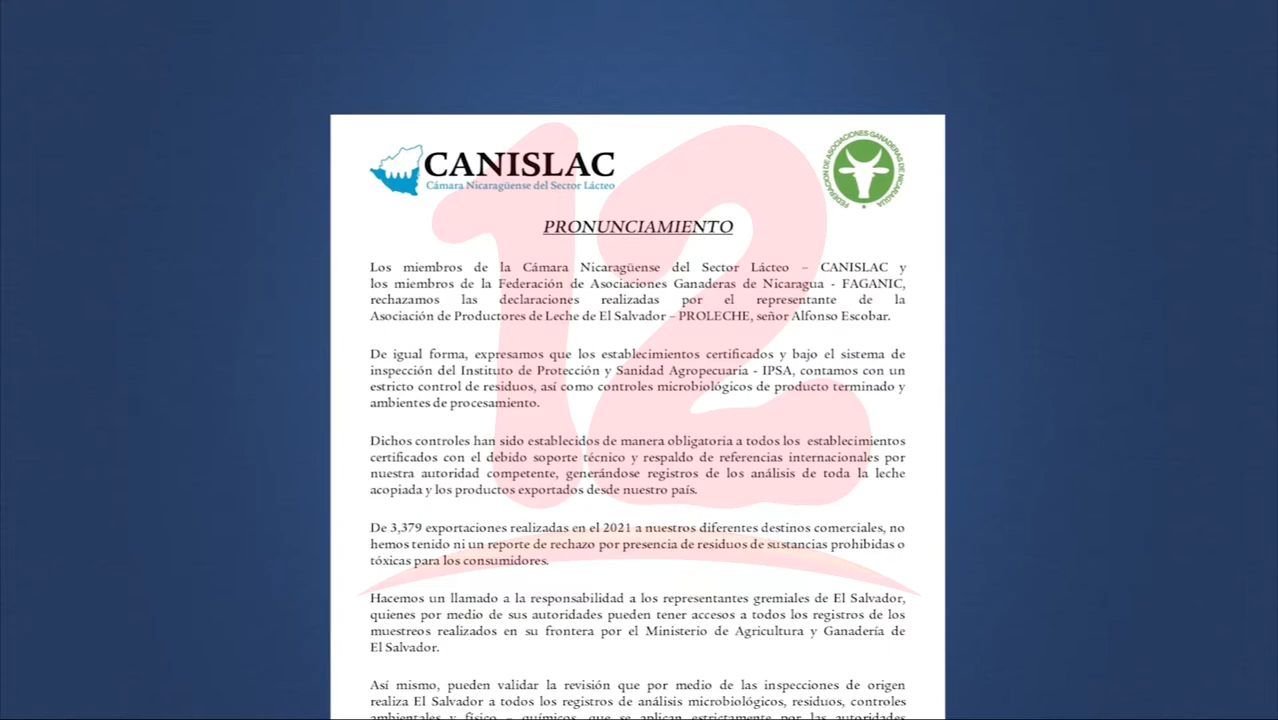 CANISLAC
Cámara Nicaragüense del Sector Lácteo
FEDERACION DE ASOCIACIONES GANADERAS DE NICARAGUA
12
PRONUNCIAMIENTO
Los miembros de la Cámara Nicaragüense del Sector Lácteo – CANISLAC y
los miembros de la Federación de Asociaciones Ganaderas de Nicaragua - FAGANIC,
rechazamos las declaraciones realizadas por el representante de la
Asociación de Productores de Leche de El Salvador – PROLECHE, señor Alfonso Escobar.
De igual forma, expresamos que los establecimientos certificados y bajo el sistema de
inspección del Instituto de Protección y Sanidad Agropecuaria - IPSA, contamos con un
estricto control de residuos, así como controles microbiológicos de producto terminado y
ambientes de procesamiento.
Dichos controles han sido establecidos de manera obligatoria a todos los establecimientos
certificados con el debido soporte técnico y respaldo de referencias internacionales por
nuestra autoridad competente, generándose registros de los análisis de toda la leche
acopiada y los productos exportados desde nuestro país.
De 3,379 exportaciones realizadas en el 2021 a nuestros diferentes destinos comerciales, no
hemos tenido ni un reporte de rechazo por presencia de residuos de sustancias prohibidas o
tóxicas para los consumidores.
Hacemos un llamado a la responsabilidad a los representantes gremiales de El Salvador,
quienes por medio de sus autoridades pueden tener accesos a todos los registros de los
muestreos realizados en su frontera por el Ministerio de Agricultura y Ganadería de
El Salvador.
Así mismo, pueden validar la revisión que por medio de las inspecciones de origen
realiza El Salvador a todos los registros de análisis microbiológicos, residuos, controles
ambientales y físico – químicos, que se aplican estrictamente por las autoridades